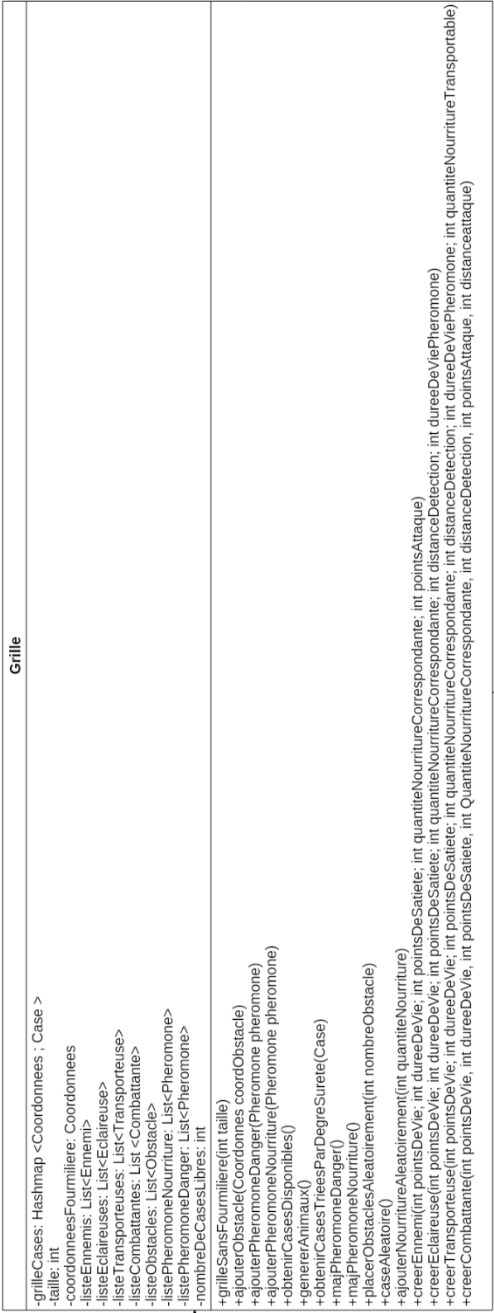 Grille
-grilleCases: Hashmap <Coordonnees ; Case >
-taille: int
-coordonneesFourmiliere: Coordonnees
-listeEnnemis: List<Ennemi>
-listeEclaireuses: List<Eclaireuse>
-listeTransporteuses: List<Transporteuse>
-listeCombattantes: List <Combattante>
-listeObstacles: List<Obstacle>
-listePheromoneNourriture: List<Pheromone>
-listePheromoneDanger: List<Pheromone>
-nombreDeCasesLibres: int
+grilleSansFourmiliere(int taille)
+ajouterObstacle(Coordonnes coordObstacle)
+ajouterPheromoneDanger(Pheromone pheromone)
+ajouterPheromoneNourriture(Pheromone pheromone)
+obtenirCasesDisponibles()
+genererAnimaux()
+obtenirCasesTrieesParDegreSurete(Case)
+majPheromoneDanger()
+majPheromoneNourriture()
+placerObstaclesAleatoirement(int nombreObstacle)
+caseAleatoire()
+ajouterNourritureAleatoirement(int quantiteNourriture)
+creerEnnemi(int pointsDeVie; int dureeDeVie; int pointsDeSatiete; int quantiteNourritureCorrespondante; int pointsAttaque)
+creerEclaireuse(int pointsDeVie; int dureeDeVie; int pointsDeSatiete; int quantiteNourritureCorrespondante; int distanceDetection; int dureeDeViePheromone)
+creerTransporteuse(int pointsDeVie; int dureeDeVie; int pointsDeSatiete; int quantiteNourritureCorrespondante; int distanceDetection; int dureeDeViePheromone; int quantiteNourritureTransportable)
+creerCombattante(int pointsDeVie, int dureeDeVie, int pointsDeSatiete, int QuantiteNourritureCorrespondante, int distanceDetection, int pointsAttaque, int distanceattaque)